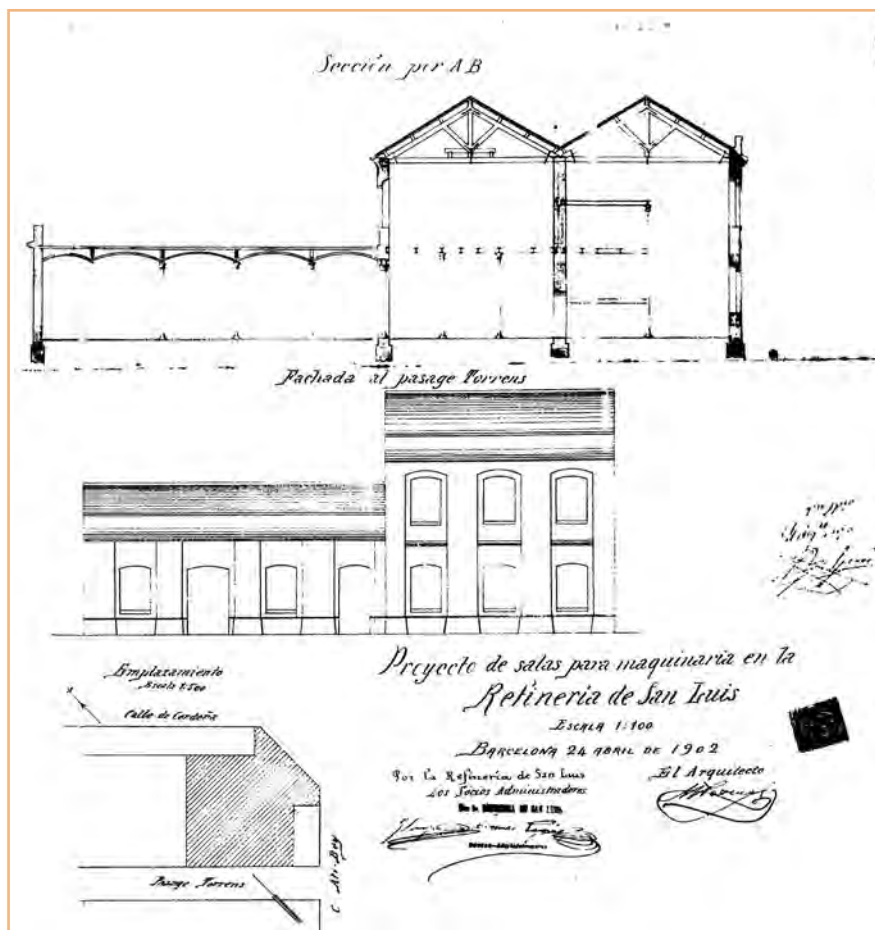 Sección por A B
Fachada al pasage Torrens
Emplazamiento
Escala 1:500
Calle de Cerdeña
Pasage Torrens
C. Ali-Bey
Proyecto de salas para maquinaria en la
Refinería de San Luis
ESCALA 1:100
BARCELONA 24 ABRIL DE 1902
Por la Refinería de San Luis
Los Socios Administradores
El Arquitecto